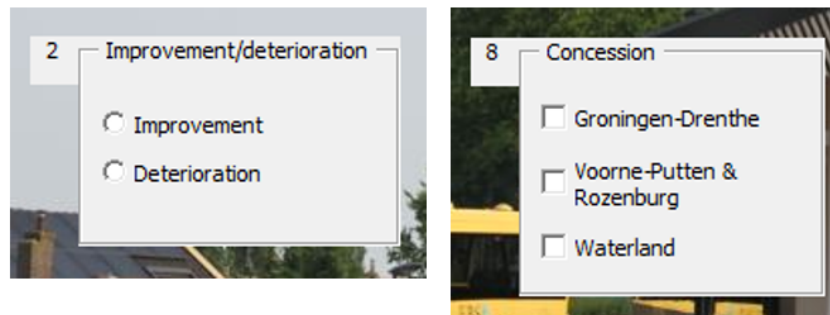 2 Improvement/deterioration
Improvement
Deterioration
8 Concession
Groningen-Drenthe
Voorne-Putten &
Rozenburg
Waterland